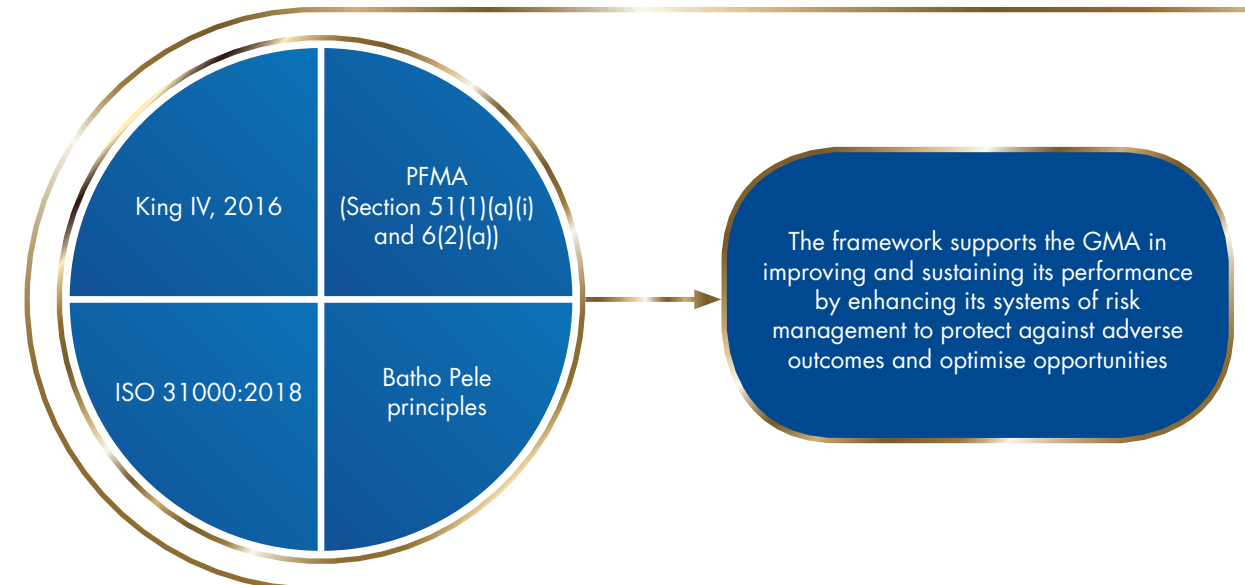 King IV, 2016
PFMA
(Section 51(1)(a)(i)
and 6(2)(a))
ISO 31000:2018
Batho Pele
principles
The framework supports the GMA in
improving and sustaining its performance
by enhancing its systems of risk
management to protect against adverse
outcomes and optimise opportunities